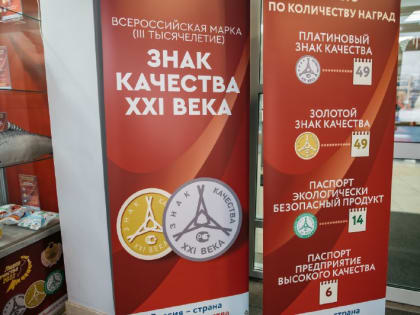 ВСЕРОССИЙСКАЯ МАРКА
(III ТЫСЯЧЕЛЕТИЕ)
ЗНАК
КАЧЕСТВА
XXI ВЕКА
ЗНАК КАЧЕСТВА
XXI ВЕКА
– страна
ПО КОЛИЧЕСТВУ НАГРАД
ПЛАТИНОВЫЙ
ЗНАК КАЧЕСТВА
49
ЗОЛОТОЙ
ЗНАК КАЧЕСТВА
49
ПАСПОРТ
ЭКОЛОГИЧЕСКИ
БЕЗОПАСНЫЙ ПРОДУКТ
14
ПАСПОРТ
ПРЕДПРИЯТИЕ
ВЫСОКОГО КАЧЕСТВА
6